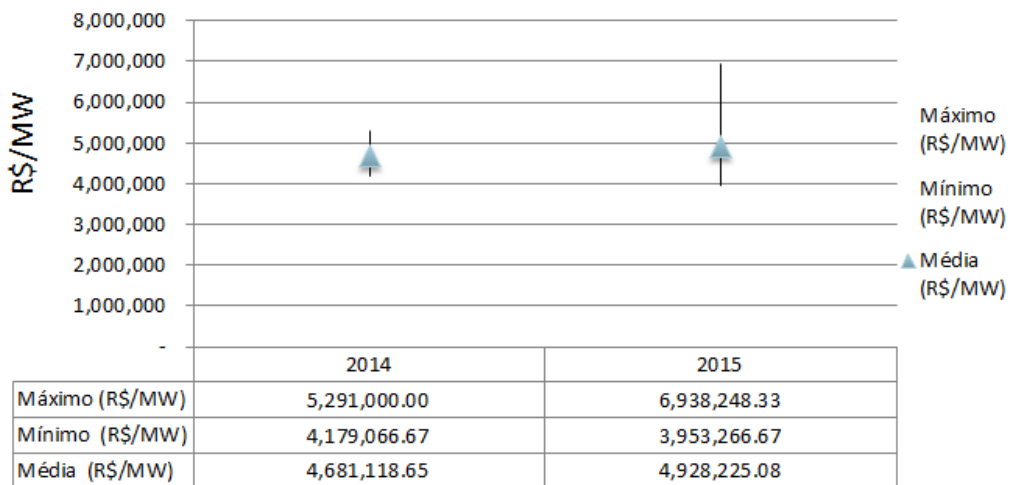 8,000,000
7,000,000
6,000,000
5,000,000
4,000,000
3,000,000
2,000,000
1,000,000
-
R$/MW
Máximo
(R$/MW)
Mínimo
(R$/MW)
Média
(R$/MW)
2014 2015
Máximo (R$/MW) 5,291,000.00 6,938,248.33
Mínimo (R$/MW) 4,179,066.67 3,953,266.67
Média (R$/MW) 4,681,118.65 4,928,225.08